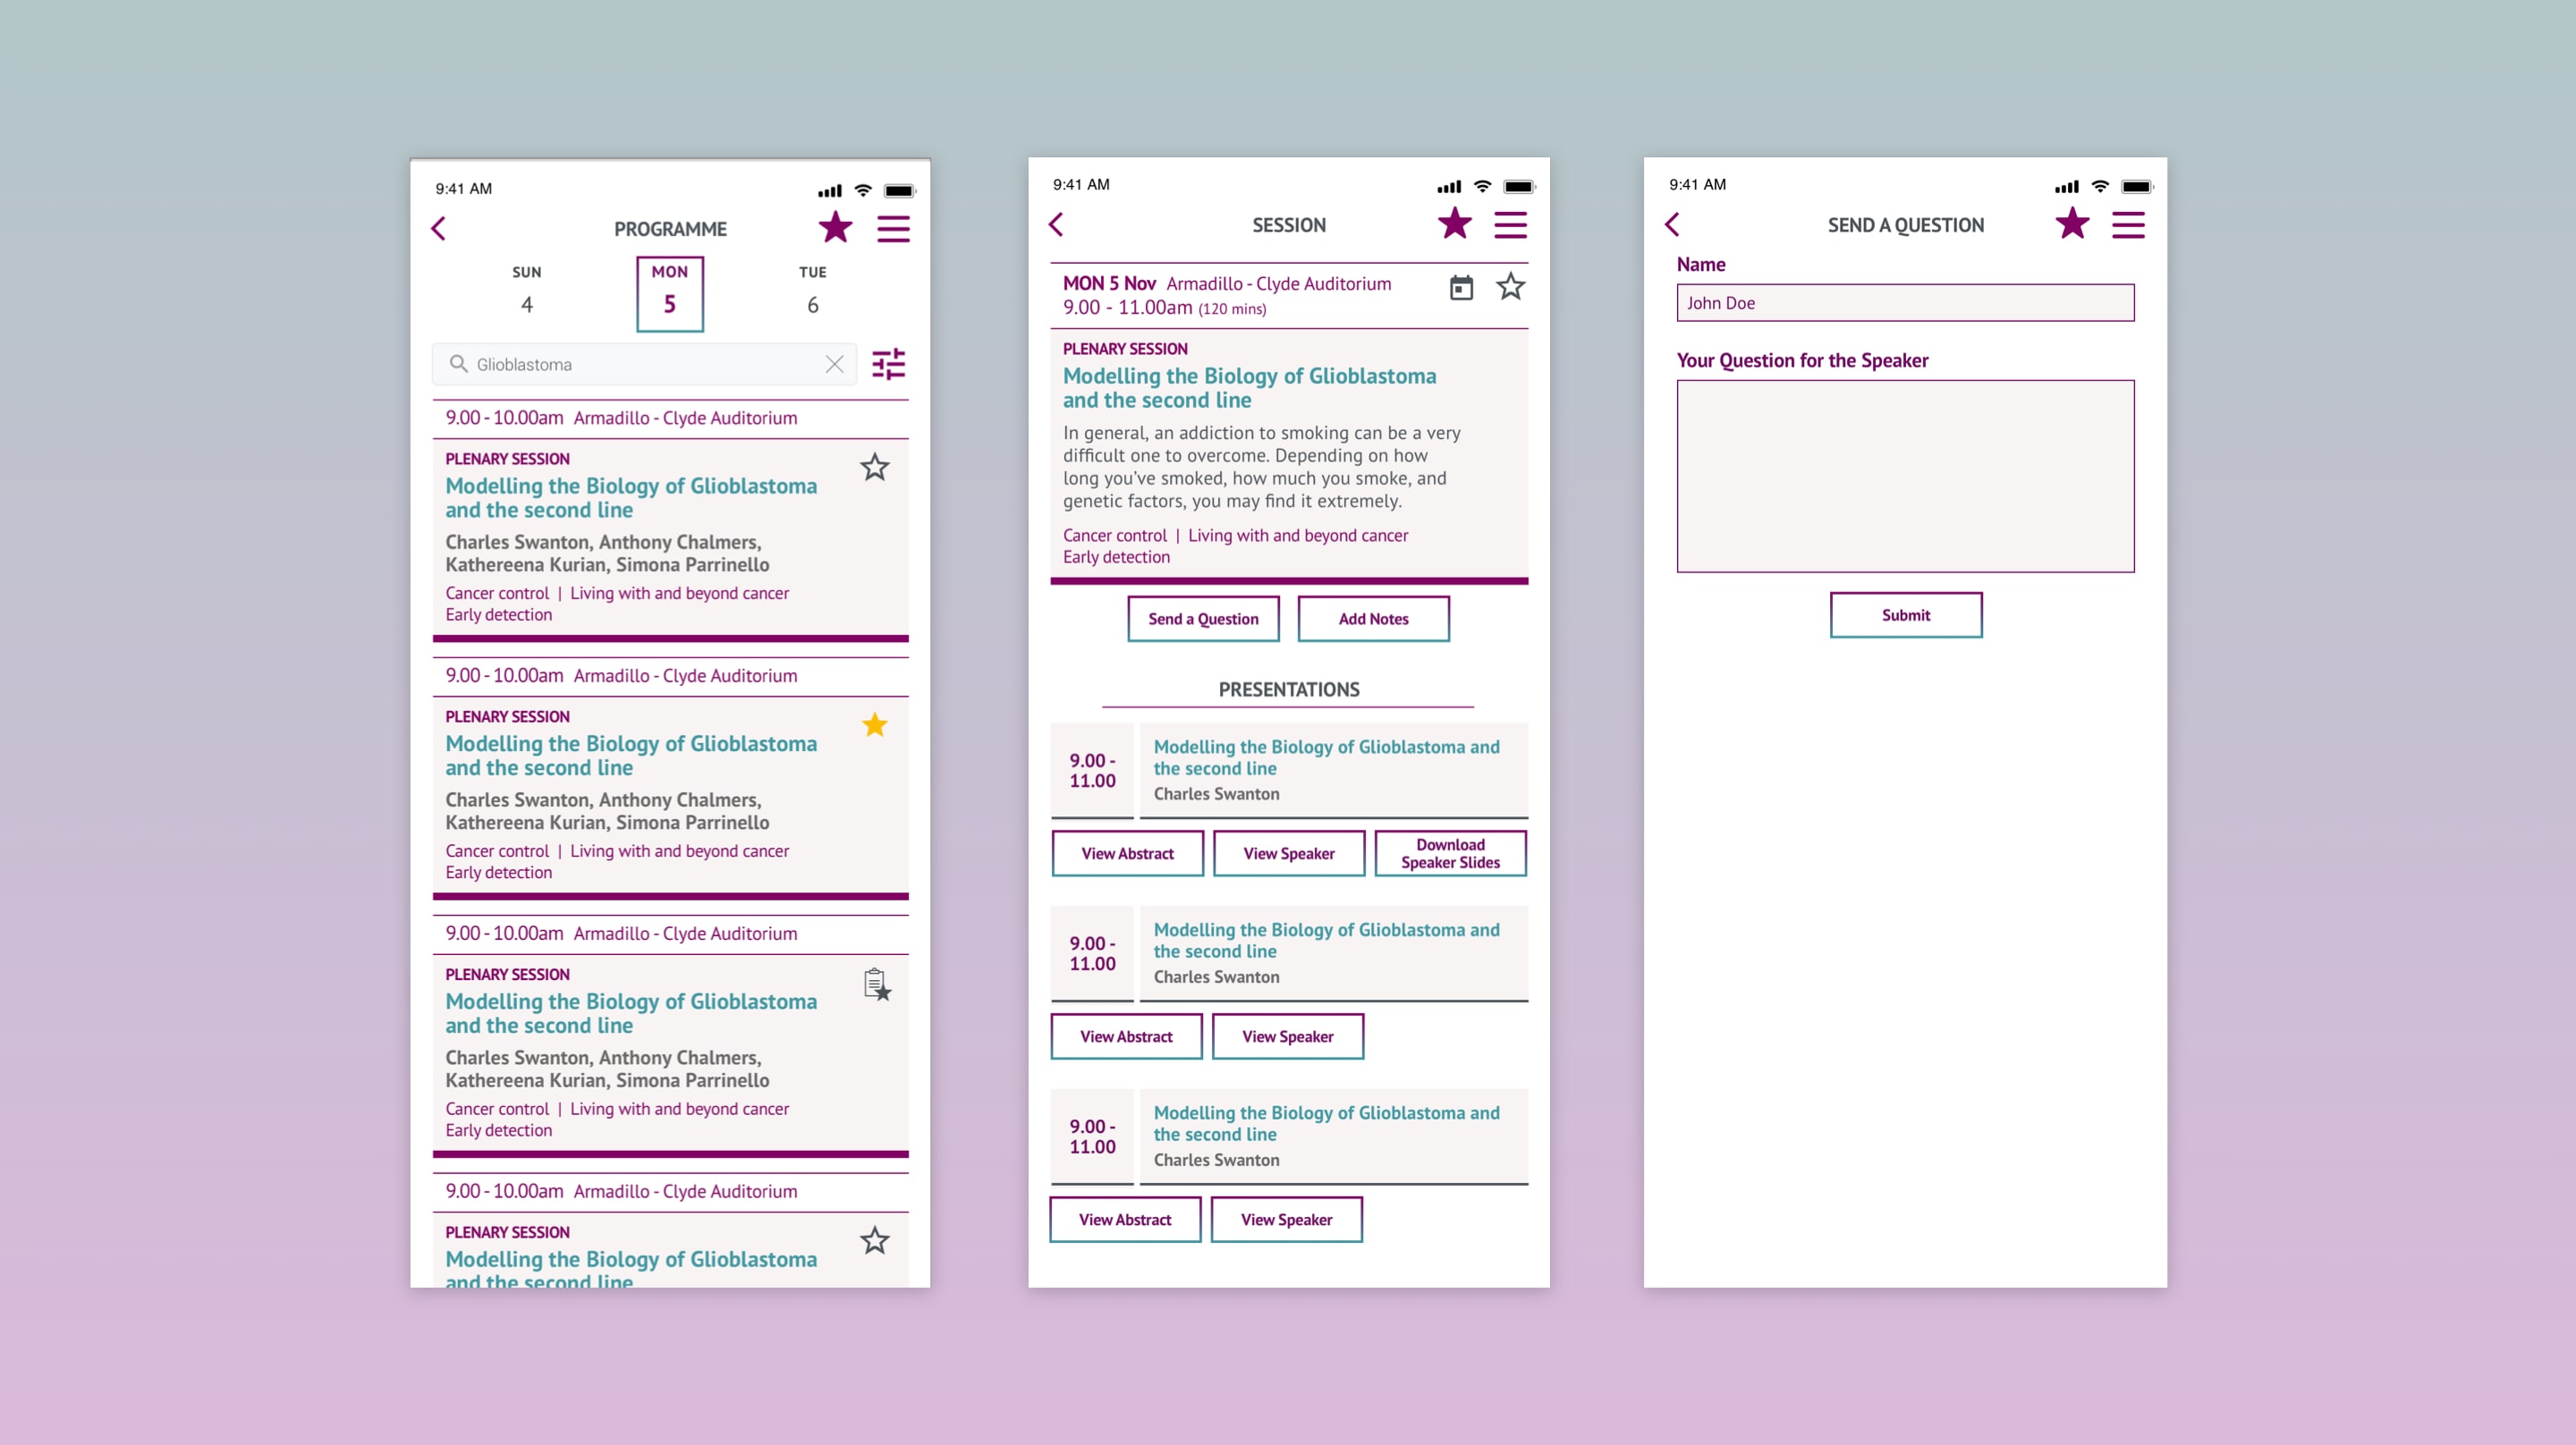 9:41 AM
PROGRAMME
SUN
MON
TUE
4
5
6
Glioblastoma
9.00 - 10.00am Armadillo - Clyde Auditorium
PLENARY SESSION
Modelling the Biology of Glioblastoma
and the second line
Charles Swanton, Anthony Chalmers,
Kathereena Kurian, Simona Parrinello
Cancer control | Living with and beyond cancer
Early detection
9.00 - 10.00am Armadillo - Clyde Auditorium
PLENARY SESSION
Modelling the Biology of Glioblastoma
and the second line
Charles Swanton, Anthony Chalmers,
Kathereena Kurian, Simona Parrinello
Cancer control | Living with and beyond cancer
Early detection
9.00 - 10.00am Armadillo - Clyde Auditorium
PLENARY SESSION
Modelling the Biology of Glioblastoma
and the second line
Charles Swanton, Anthony Chalmers,
Kathereena Kurian, Simona Parrinello
Cancer control | Living with and beyond cancer
Early detection
9.00 - 10.00am Armadillo - Clyde Auditorium
PLENARY SESSION
Modelling the Biology of Glioblastoma
and the second line
9:41 AM
SESSION
MON 5 Nov Armadillo - Clyde Auditorium
9.00 - 11.00am (120 mins)
PLENARY SESSION
Modelling the Biology of Glioblastoma
and the second line
In general, an addiction to smoking can be a very
difficult one to overcome. Depending on how
long you've smoked, how much you smoke, and
genetic factors, you may find it extremely.
Cancer control | Living with and beyond cancer
Early detection
Send a Question
Add Notes
PRESENTATIONS
9.00 -
11.00
Modelling the Biology of Glioblastoma and
the second line
Charles Swanton
View Abstract
View Speaker
Download
Speaker Slides
9.00 -
11.00
Modelling the Biology of Glioblastoma and
the second line
Charles Swanton
View Abstract
View Speaker
9.00 -
11.00
Modelling the Biology of Glioblastoma and
the second line
Charles Swanton
View Abstract
View Speaker
9:41 AM
SEND A QUESTION
Name
John Doe
Your Question for the Speaker
Submit